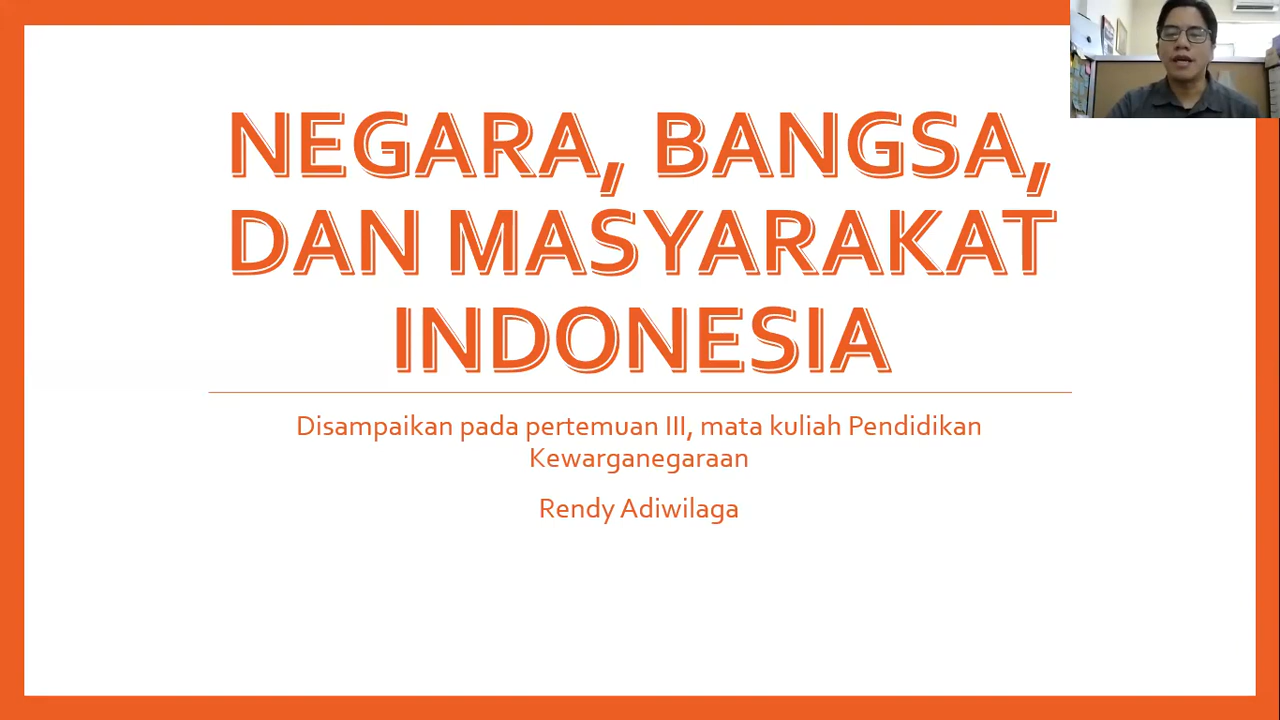 NEGARA, BANGSA,
DAN MASYARAKAT
INDONESIA
Disampaikan pada pertemuan III, mata kuliah Pendidikan
Kewarganegaraan
Rendy Adiwilaga